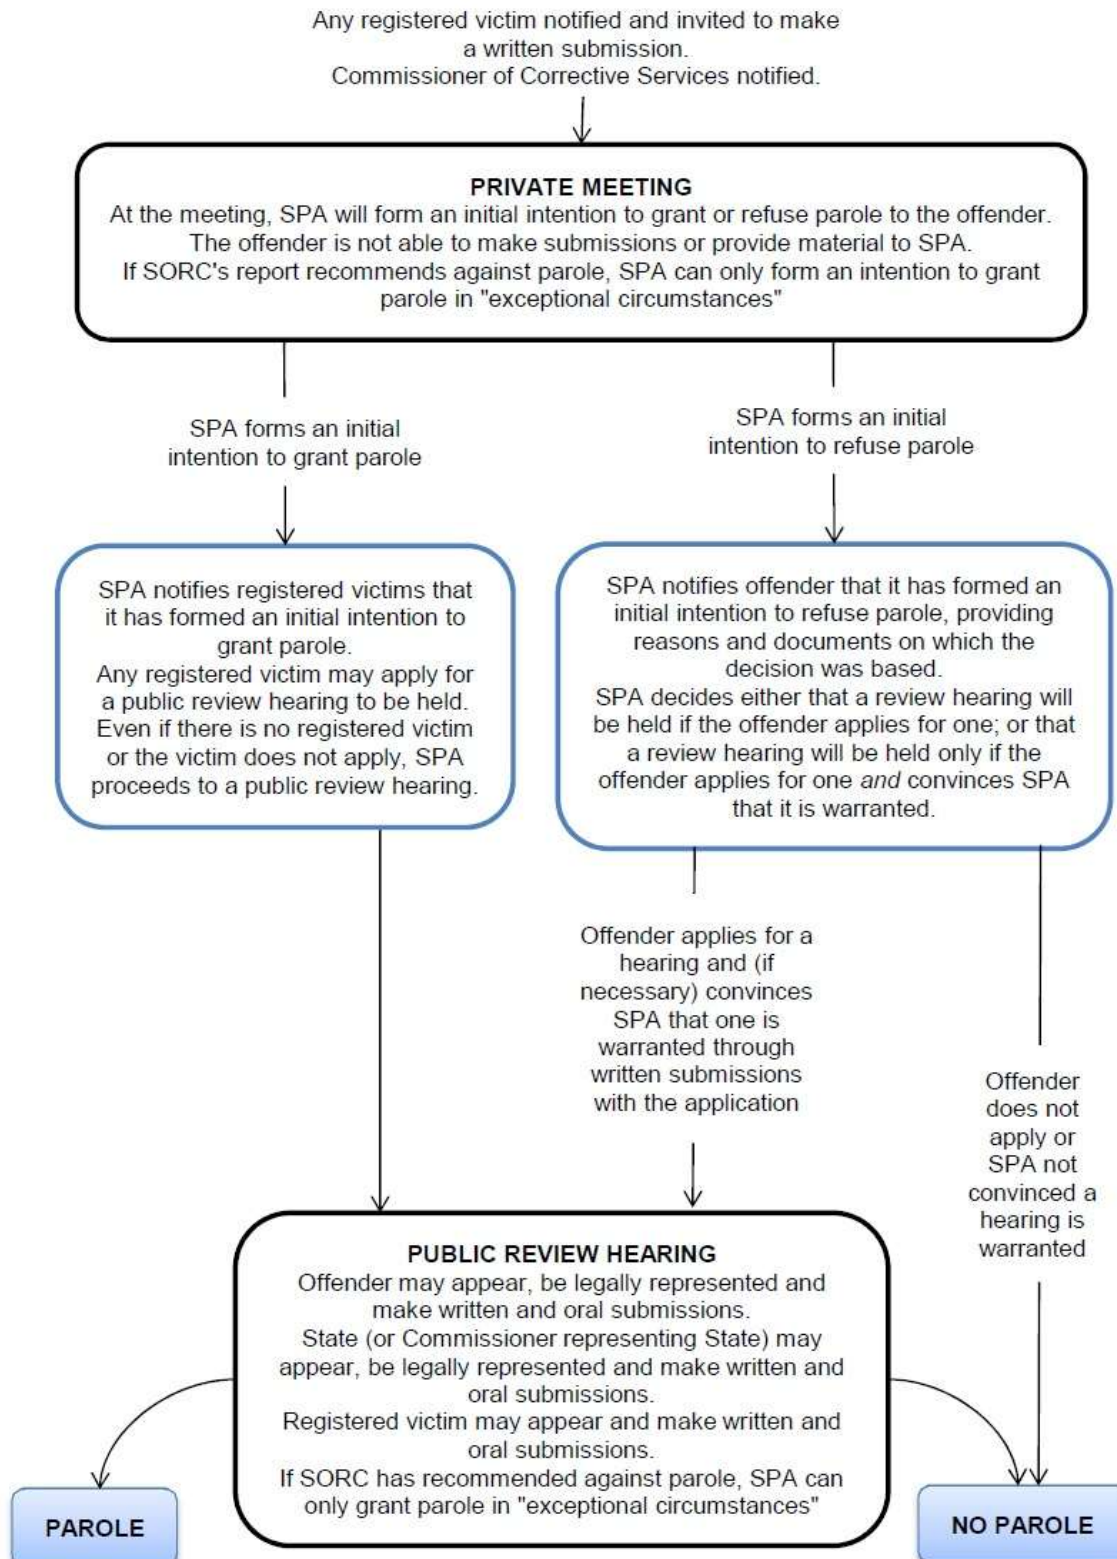 Any registered victim notified and invited to make
a written submission.
Commissioner of Corrective Services notified.
PRIVATE MEETING
At the meeting, SPA will form an initial intention to grant or refuse parole to the offender.
The offender is not able to make submissions or provide material to SPA.
If SORC's report recommends against parole, SPA can only form an intention to grant
parole in "exceptional circumstances"
SPA forms an initial
intention to grant parole
SPA forms an initial
intention to refuse parole
SPA notifies registered victims that
it has formed an initial intention to
grant parole.
Any registered victim may apply for
a public review hearing to be held.
Even if there is no registered victim
or the victim does not apply, SPA
proceeds to a public review hearing.
SPA notifies offender that it has formed an
initial intention to refuse parole, providing
reasons and documents on which the
decision was based.
SPA decides either that a review hearing will
be held if the offender applies for one; or that
a review hearing will be held only if the
offender applies for one and convinces SPA
that it is warranted.
Offender applies for a
hearing and (if
necessary) convinces
SPA that one is
warranted through
written submissions
with the application
Offender
does not
apply or
SPA not
convinced a
hearing is
warranted
PUBLIC REVIEW HEARING
Offender may appear, be legally represented and
make written and oral submissions.
State (or Commissioner representing State) may
appear, be legally represented and make written and
oral submissions.
Registered victim may appear and make written and
oral submissions.
If SORC has recommended against parole, SPA can
only grant parole in "exceptional circumstances"
PAROLE
NO PAROLE